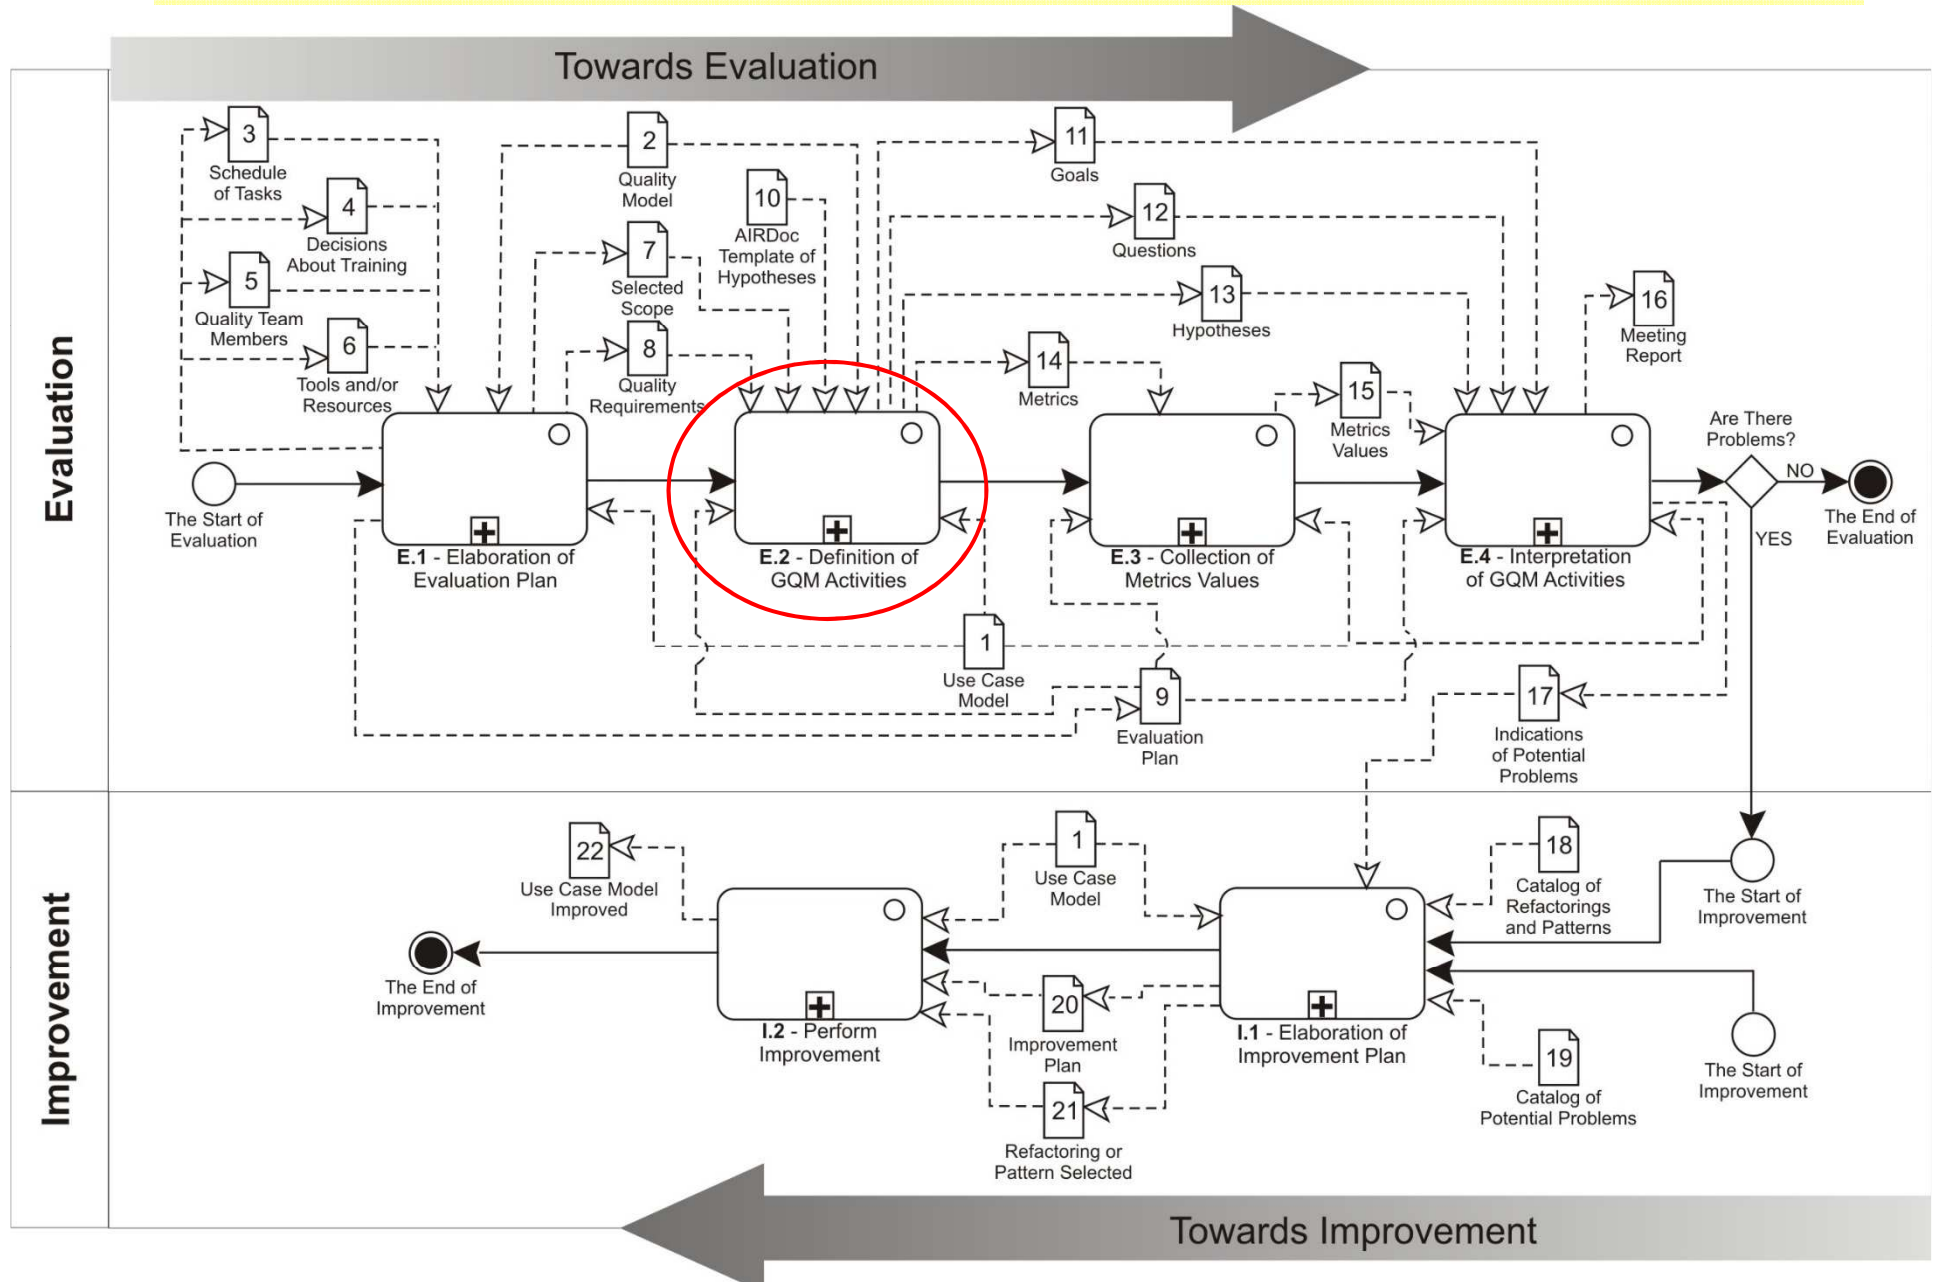 Towards Evaluation
Evaluation
3
Schedule
of Tasks
4
Decisions
About Training
5
Quality Team
Members
6
Tools and/or
Resources
2
Quality
Model
7
Selected
Scope
8
Quality
Requirements
10
AIRDoc
Template of
Hypotheses
11
Goals
12
Questions
13
Hypotheses
14
Metrics
15
Metrics
Values
16
Meeting
Report
The Start of
Evaluation
E.1 - Elaboration of
Evaluation Plan
E.2 - Definition of
GQM Activities
E.3 - Collection of
Metrics Values
E.4 - Interpretation
of GQM Activities
Are There
Problems?
NO
YES
The End of
Evaluation
1
Use Case
Model
9
Evaluation
Plan
17
Indications
of Potential
Problems
Improvement
22
Use Case Model
Improved
1
Use Case
Model
18
Catalog of
Refactorings
and Patterns
The Start of
Improvement
The End of
Improvement
I.2 - Perform
Improvement
20
Improvement
Plan
21
Refactoring or
Pattern Selected
I.1 - Elaboration of
Improvement Plan
19
Catalog of
Potential Problems
The Start of
Improvement
Towards Improvement